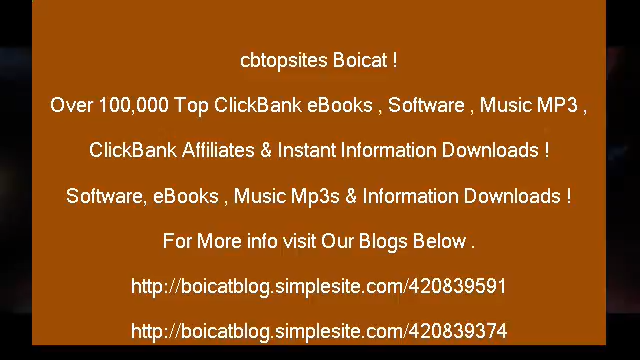 cbtopsites Boicat !
Over 100,000 Top ClickBank eBooks , Software , Music MP3 ,
ClickBank Affiliates & Instant Information Downloads !
Software, eBooks , Music Mp3s & Information Downloads !
For More info visit Our Blogs Below .
http://boicatblog.simplesite.com/420839591
http://boicatblog.simplesite.com/420839374